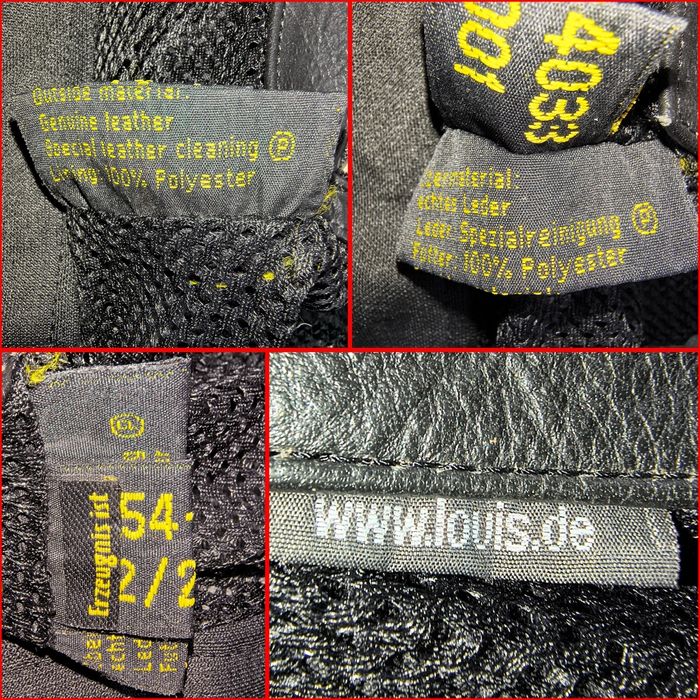 Outside material:
Genuine leather
Special leather cleaning Ⓟ
Lining: 100% Polyester
4033
001
Obermaterial:
echtes Leder
Leder Spezialreinigung Ⓟ
Futter 100% Polyester
Erzeugnis ist
54
2/2
www.louis.de